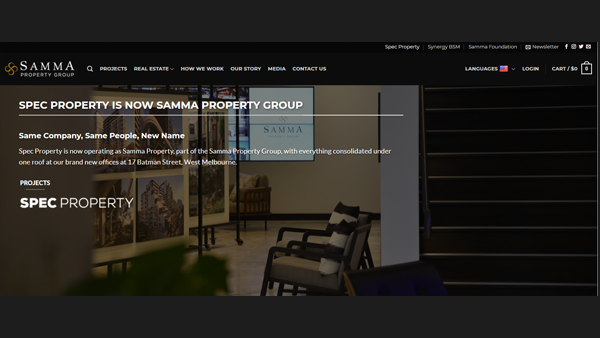 Spec Property Synergy BSM Samma Foundation Newsletter
SAMMA
PROPERTY GROUP
PROJECTS REAL ESTATE HOW WE WORK OUR STORY MEDIA CONTACT US LANGUAGES LOGIN CART / $0 0
SPEC PROPERTY IS NOW SAMMA PROPERTY GROUP
SAMMA
Same Company, Same People, New Name
Spec Property is now operating as Samma Property, part of the Samma Property Group, with everything consolidated under
one roof at our brand new offices at 17 Batman Street, West Melbourne.
PROJECTS
SPEC PROPERTY